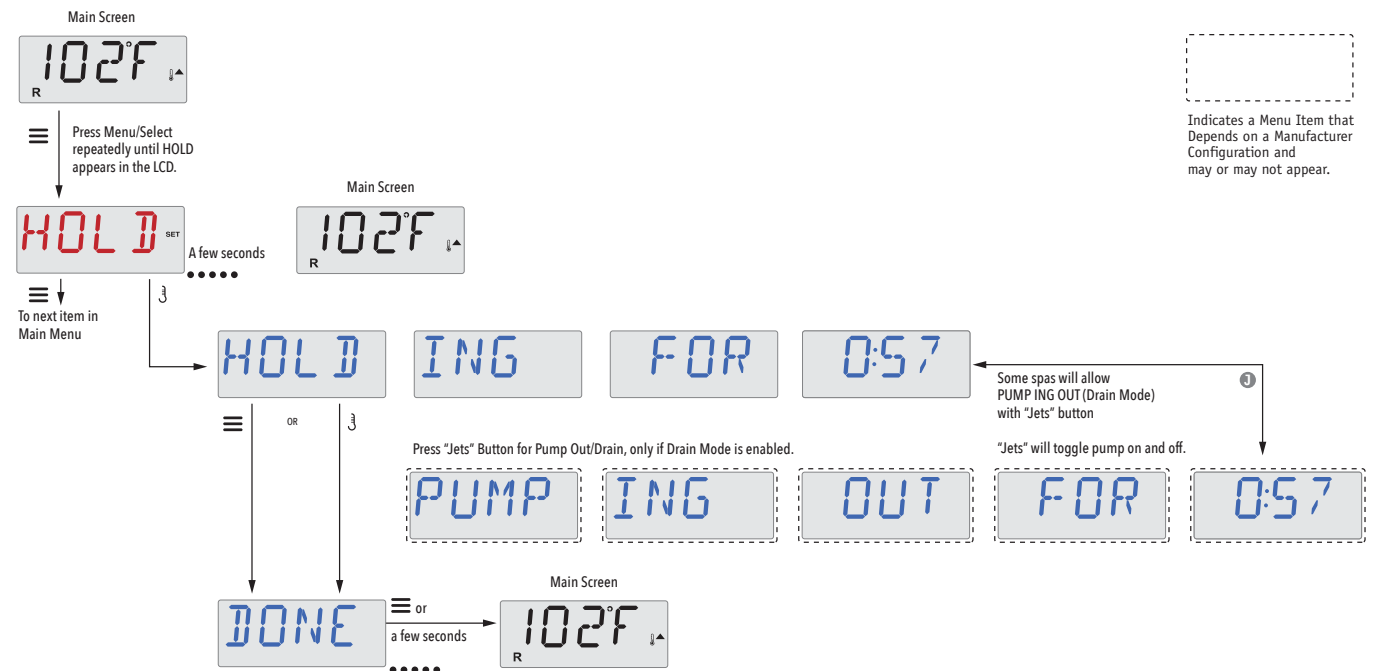 Main Screen
102°F
R
Press Menu/Select
repeatedly until HOLD
appears in the LCD.
Indicates a Menu Item that
Depends on a Manufacturer
Configuration and
may or may not appear.
HOLD SET
A few seconds
Main Screen
102°F
R
To next item in
Main Menu
HOLD ING FOR 0:57
Some spas will allow
PUMP ING OUT (Drain Mode)
with "Jets" button
J
OR
Press "Jets" Button for Pump Out/Drain, only if Drain Mode is enabled.
"Jets" will toggle pump on and off.
PUMP ING OUT FOR 0:57
DONE
or
a few seconds
Main Screen
102°F
R